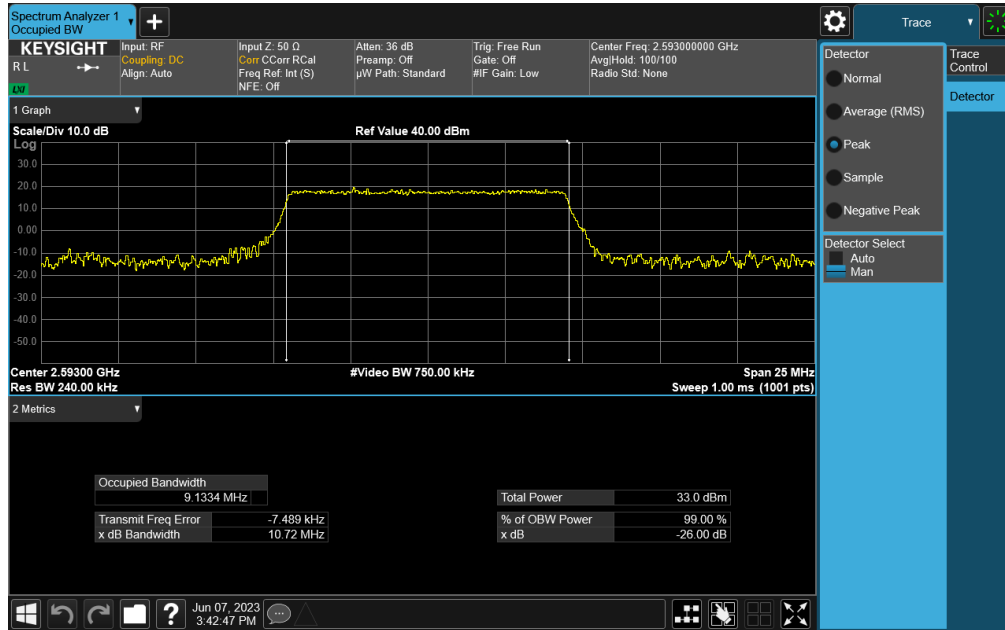 Spectrum Analyzer 1
Occupied BW
Trace
KEYSIGHT
R L
LXI
Input: RF
Coupling: DC
Align: Auto
Input Z: 50 Ω
Corr CCorr RCal
Freq Ref: Int (S)
NFE: Off
Atten: 36 dB
Preamp: Off
µW Path: Standard
Trig: Free Run
Gate: Off
#IF Gain: Low
Center Freq: 2.593000000 GHz
Avg|Hold: 100/100
Radio Std: None
1 Graph
Scale/Div 10.0 dB
Ref Value 40.00 dBm
Log
30.0
20.0
10.0
0.00
-10.0
-20.0
-30.0
-40.0
-50.0
Center 2.59300 GHz
#Video BW 750.00 kHz
Span 25 MHz
Res BW 240.00 kHz
Sweep 1.00 ms (1001 pts)
2 Metrics
Occupied Bandwidth
9.1334 MHz
Transmit Freq Error -7.489 kHz
x dB Bandwidth 10.72 MHz
Total Power 33.0 dBm
% of OBW Power 99.00 %
x dB -26.00 dB
Detector
Normal
Average (RMS)
Peak
Sample
Negative Peak
Detector Select
Auto
Man
Trace
Control
Detector
?
Jun 07, 2023
3:42:47 PM